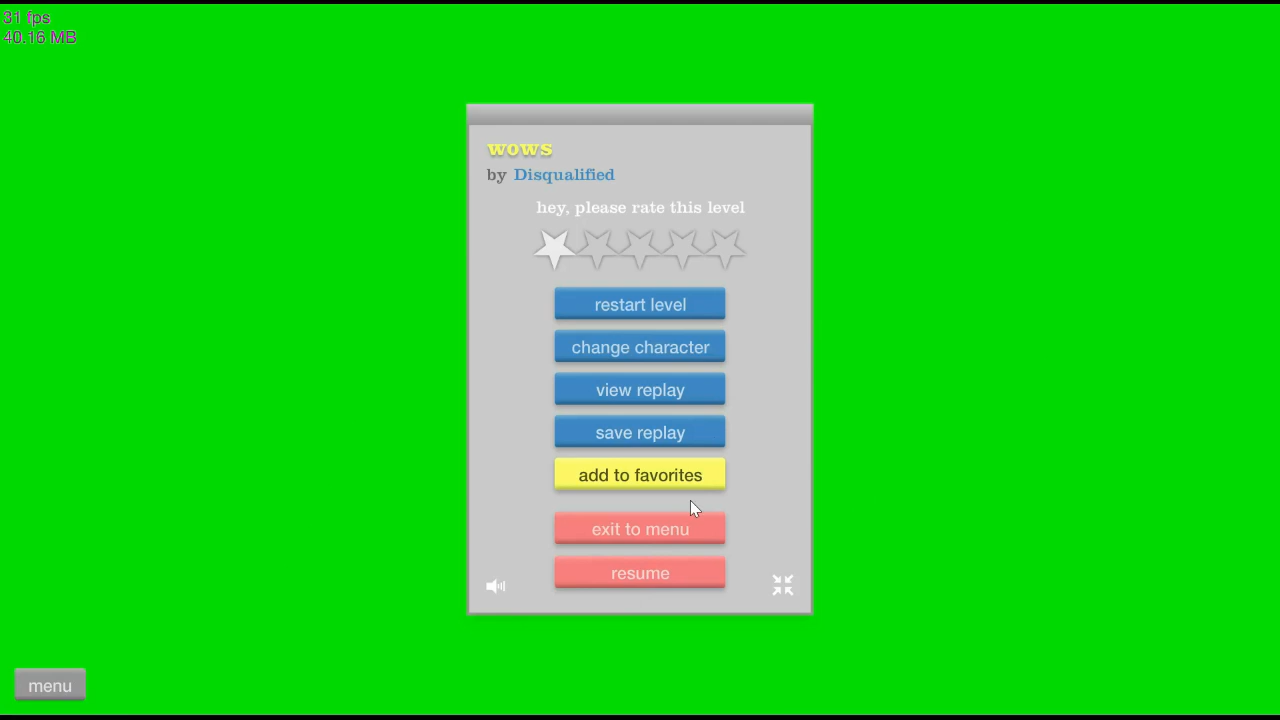 31 fps
40.16 MB
wows
by Disqualified
hey, please rate this level
restart level
change character
view replay
save replay
add to favorites
exit to menu
resume
menu